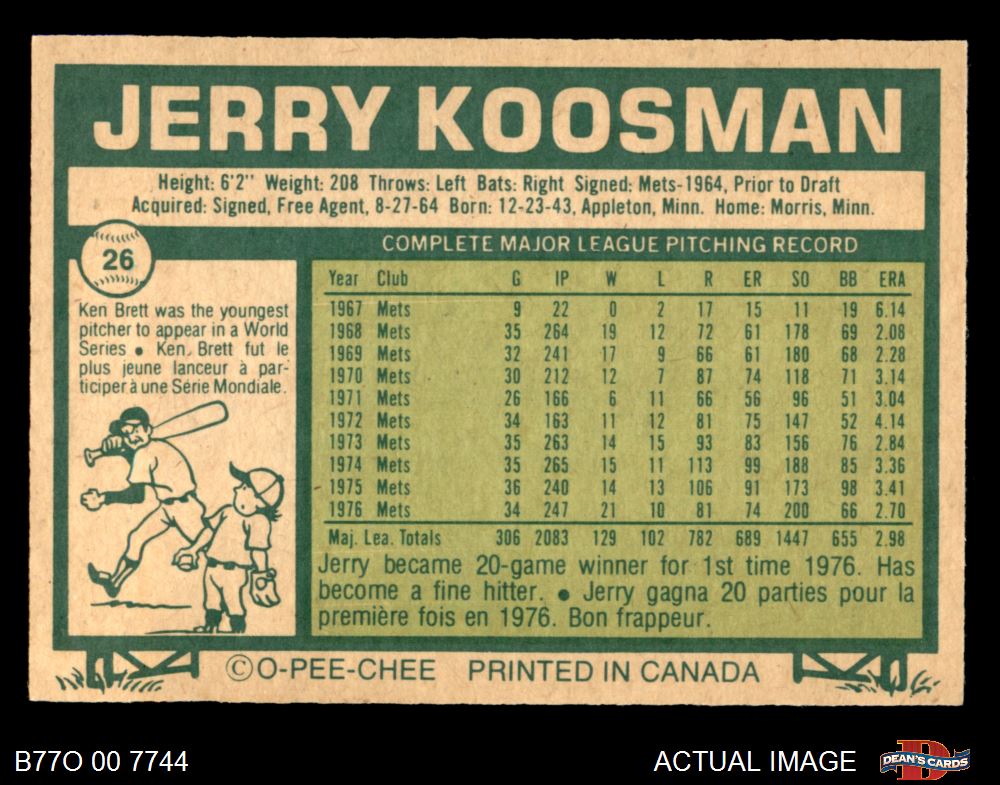 JERRY KOOSMAN
Height: 6'2" Weight: 208 Throws: Left Bats: Right Signed: Mets-1964, Prior to Draft
Acquired: Signed, Free Agent, 8-27-64 Born: 12-23-43, Appleton, Minn. Home: Morris, Minn.
26
Ken Brett was the youngest
pitcher to appear in a World
Series ● Ken Brett fut le
plus jeune lanceur à par-
ticiper à une Série Mondiale.
COMPLETE MAJOR LEAGUE PITCHING RECORD
Year Club G IP W L R ER SO BB ERA
1967 Mets 9 22 0 2 17 15 11 19 6.14
1968 Mets 35 264 19 12 72 61 178 69 2.08
1969 Mets 32 241 17 9 66 61 180 68 2.28
1970 Mets 30 212 12 7 87 74 118 71 3.14
1971 Mets 26 166 6 11 66 56 96 51 3.04
1972 Mets 34 163 11 12 81 75 147 52 4.14
1973 Mets 35 263 14 15 93 83 156 76 2.84
1974 Mets 35 265 15 11 113 99 188 85 3.36
1975 Mets 36 240 14 13 106 91 173 98 3.41
1976 Mets 34 247 21 10 81 74 200 66 2.70
Maj. Lea. Totals 306 2083 129 102 782 689 1447 655 2.98
Jerry became 20-game winner for 1st time 1976. Has
become a fine hitter. ● Jerry gagna 20 parties pour la
première fois en 1976. Bon frappeur.
©O-PEE-CHEE PRINTED IN CANADA
B77O 00 7744
ACTUAL IMAGE
DEAN'S CARDS